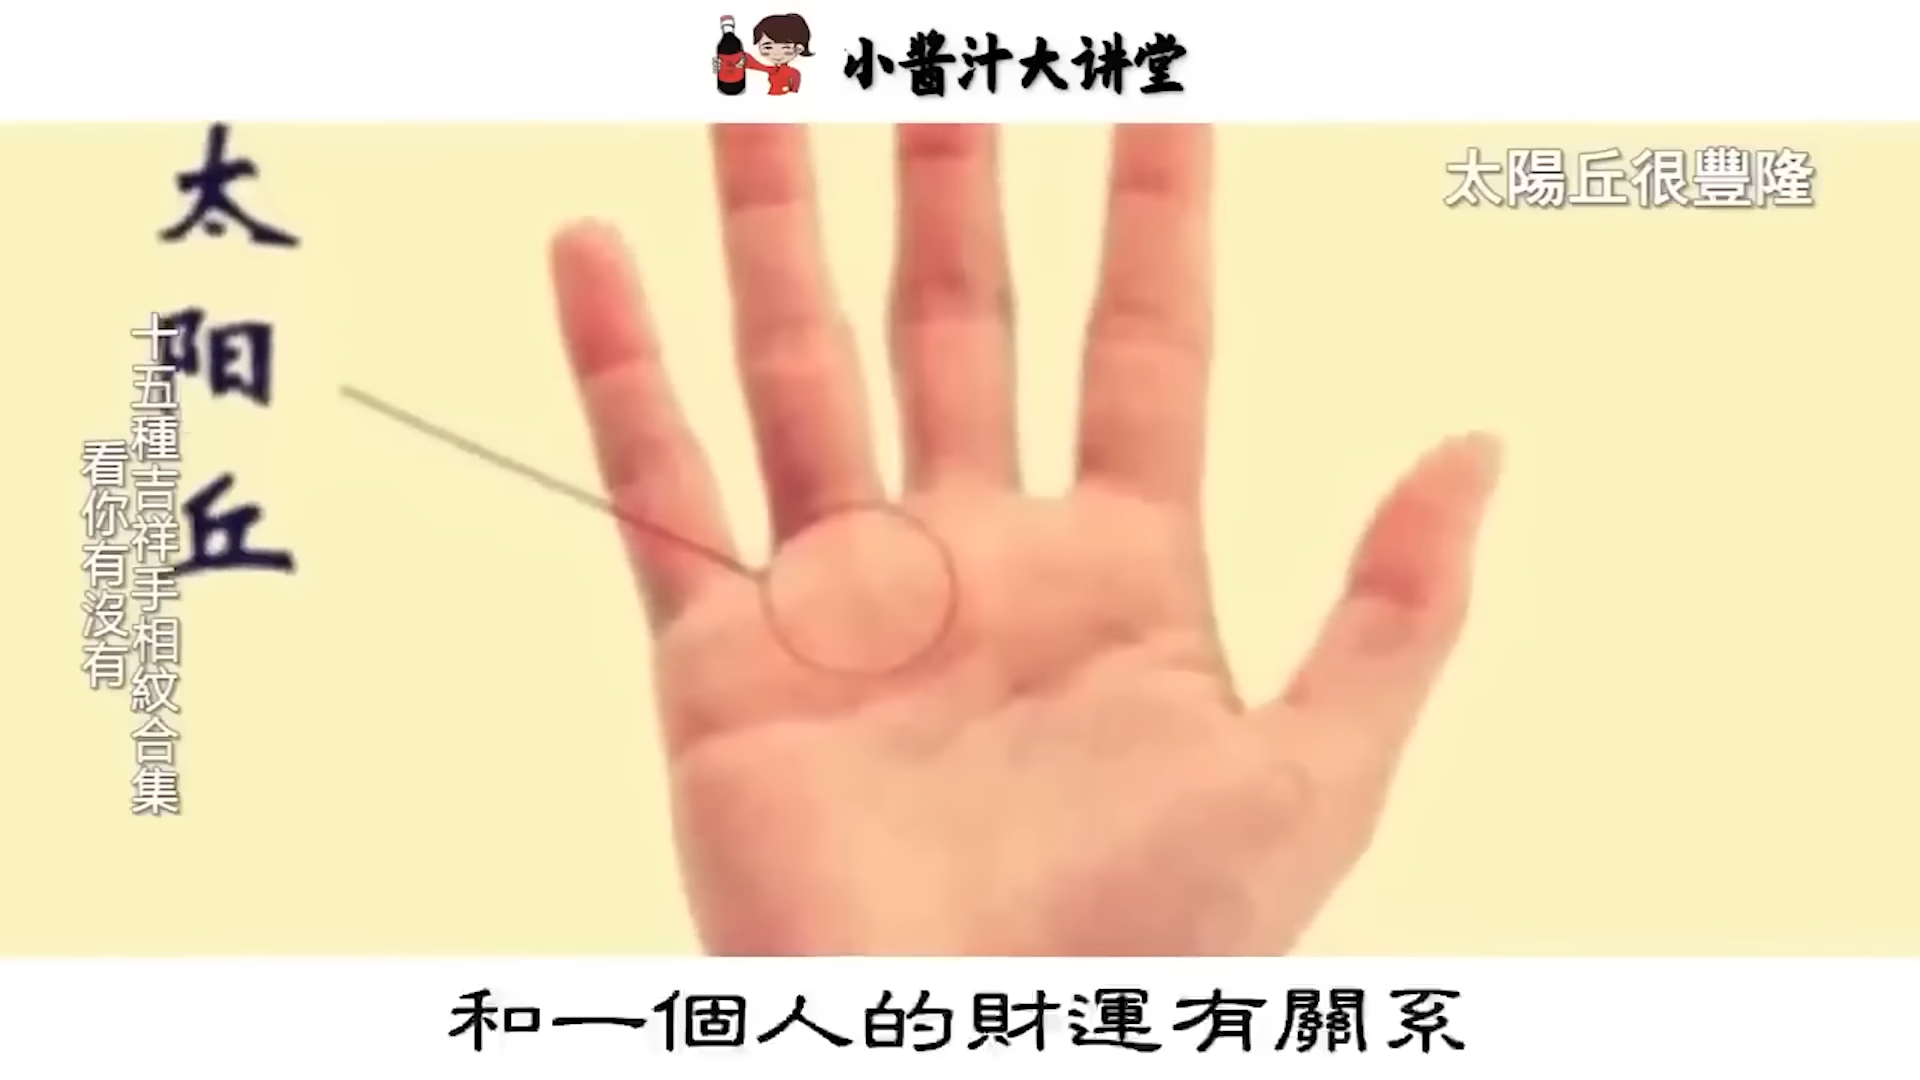 小酱汁大讲堂
太陽丘很豐隆
太阳丘
十五種吉祥手相紋合集
看你有沒有
和一個人的財運有關系